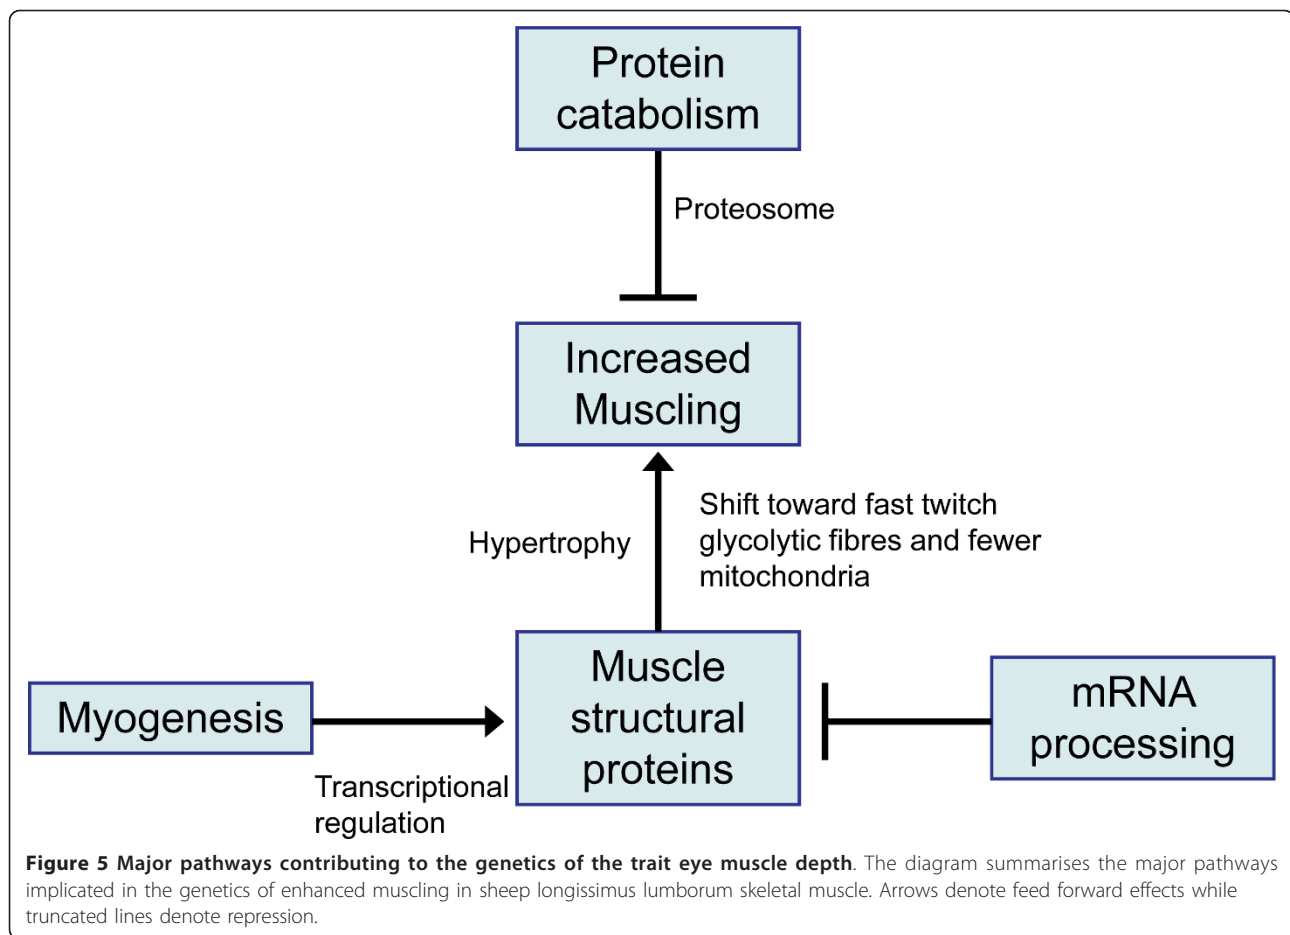 Protein
catabolism
Proteosome
Increased
Muscling
Hypertrophy
Shift toward fast twitch
glycolytic fibres and fewer
mitochondria
Myogenesis
Transcriptional
regulation
Muscle
structural
proteins
mRNA
processing
Figure 5 Major pathways contributing to the genetics of the trait eye muscle depth. The diagram summarises the major pathways
implicated in the genetics of enhanced muscling in sheep longissimus lumborum skeletal muscle. Arrows denote feed forward effects while
truncated lines denote repression.